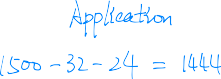 Application
1500 - 32 - 24 = 1444